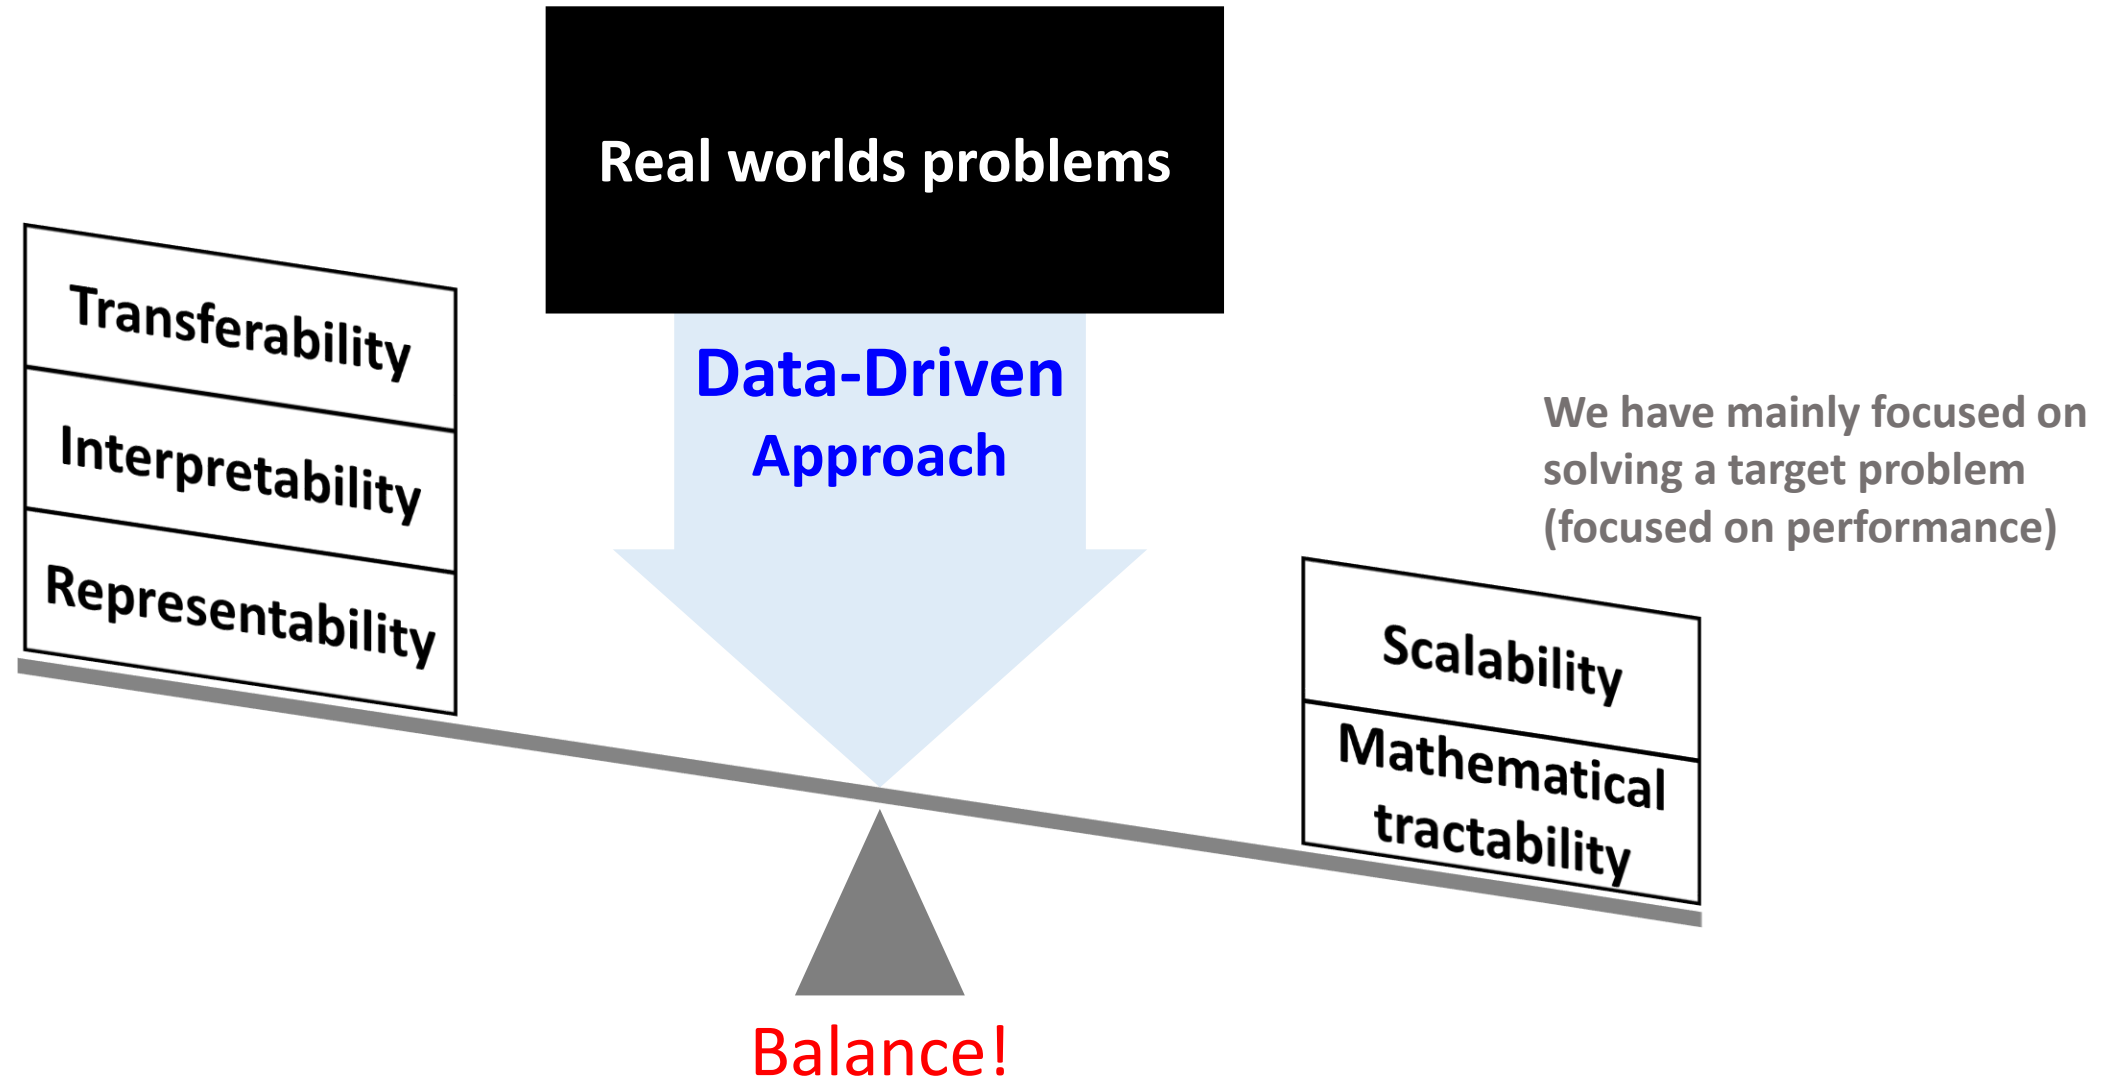 Real worlds problems
Data-Driven
Approach
Transferability
Interpretability
Representability
We have mainly focused on
solving a target problem
(focused on performance)
Scalability
Mathematical
tractability
Balance!